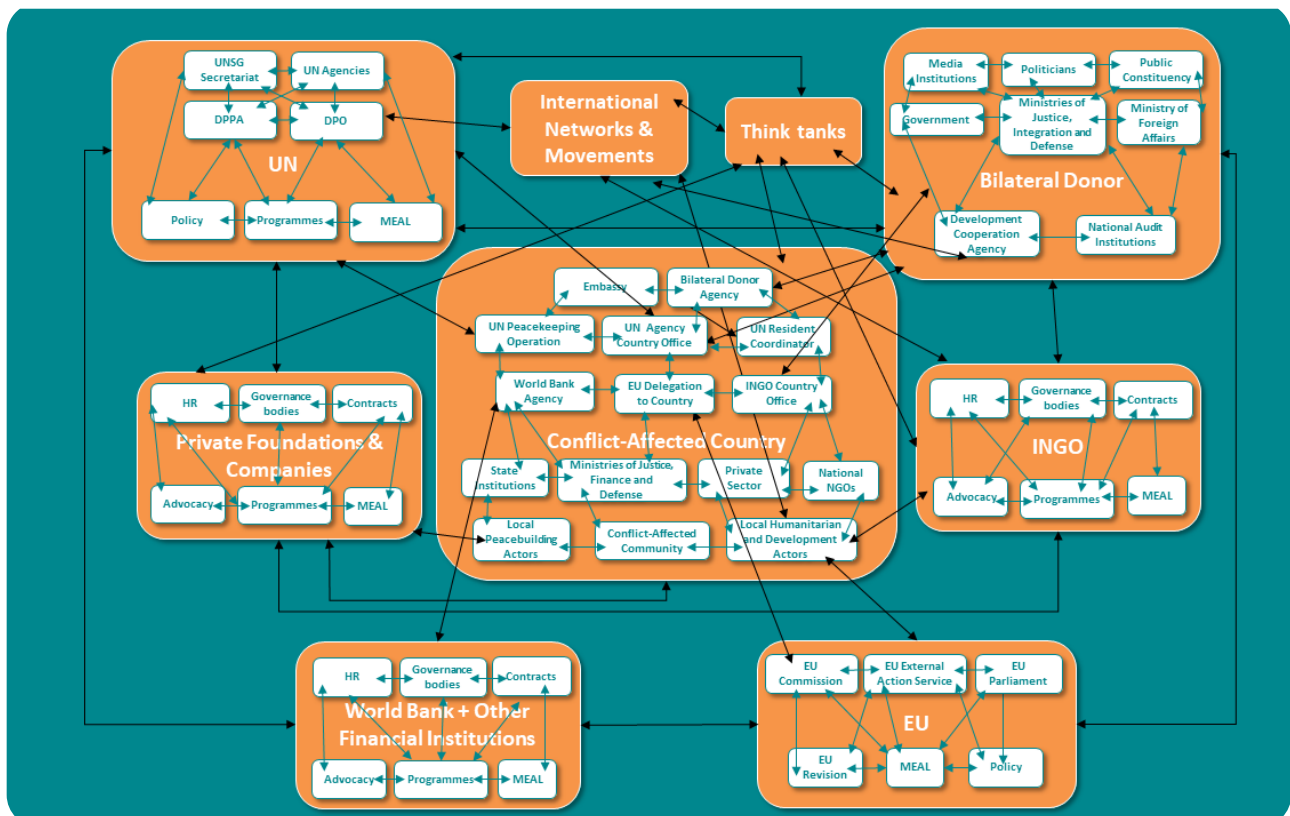 UNSG
Secretariat
UN Agencies
DPPA
DPO
UN
Policy
Programmes
MEAL
International
Networks &
Movements
Think tanks
Media
Institutions
Politicians
Public
Constituency
Government
Ministries of
Justice,
Integration and
Defense
Ministry of
Foreign
Affairs
Bilateral Donor
Development
Cooperation
Agency
National Audit
Institutions
Embassy
Bilateral Donor
Agency
UN Peacekeeping
Operation
UN Agency
Country Office
UN Resident
Coordinator
World Bank
Agency
EU Delegation
to Country
INGO Country
Office
Conflict-Affected Country
State
Institutions
Ministries of Justice,
Finance and
Defense
Private
Sector
National
NGOs
Local
Peacebuilding
Actors
Conflict-Affected
Community
Local Humanitarian
and Development
Actors
HR
Governance
bodies
Contracts
Private Foundations &
Companies
Advocacy
Programmes
MEAL
HR
Governance
bodies
Contracts
INGO
Advocacy
Programmes
MEAL
HR
Governance
bodies
Contracts
World Bank + Other
Financial Institutions
Advocacy
Programmes
MEAL
EU
Commission
EU External
Action Service
EU
Parliament
EU
EU
Revision
MEAL
Policy